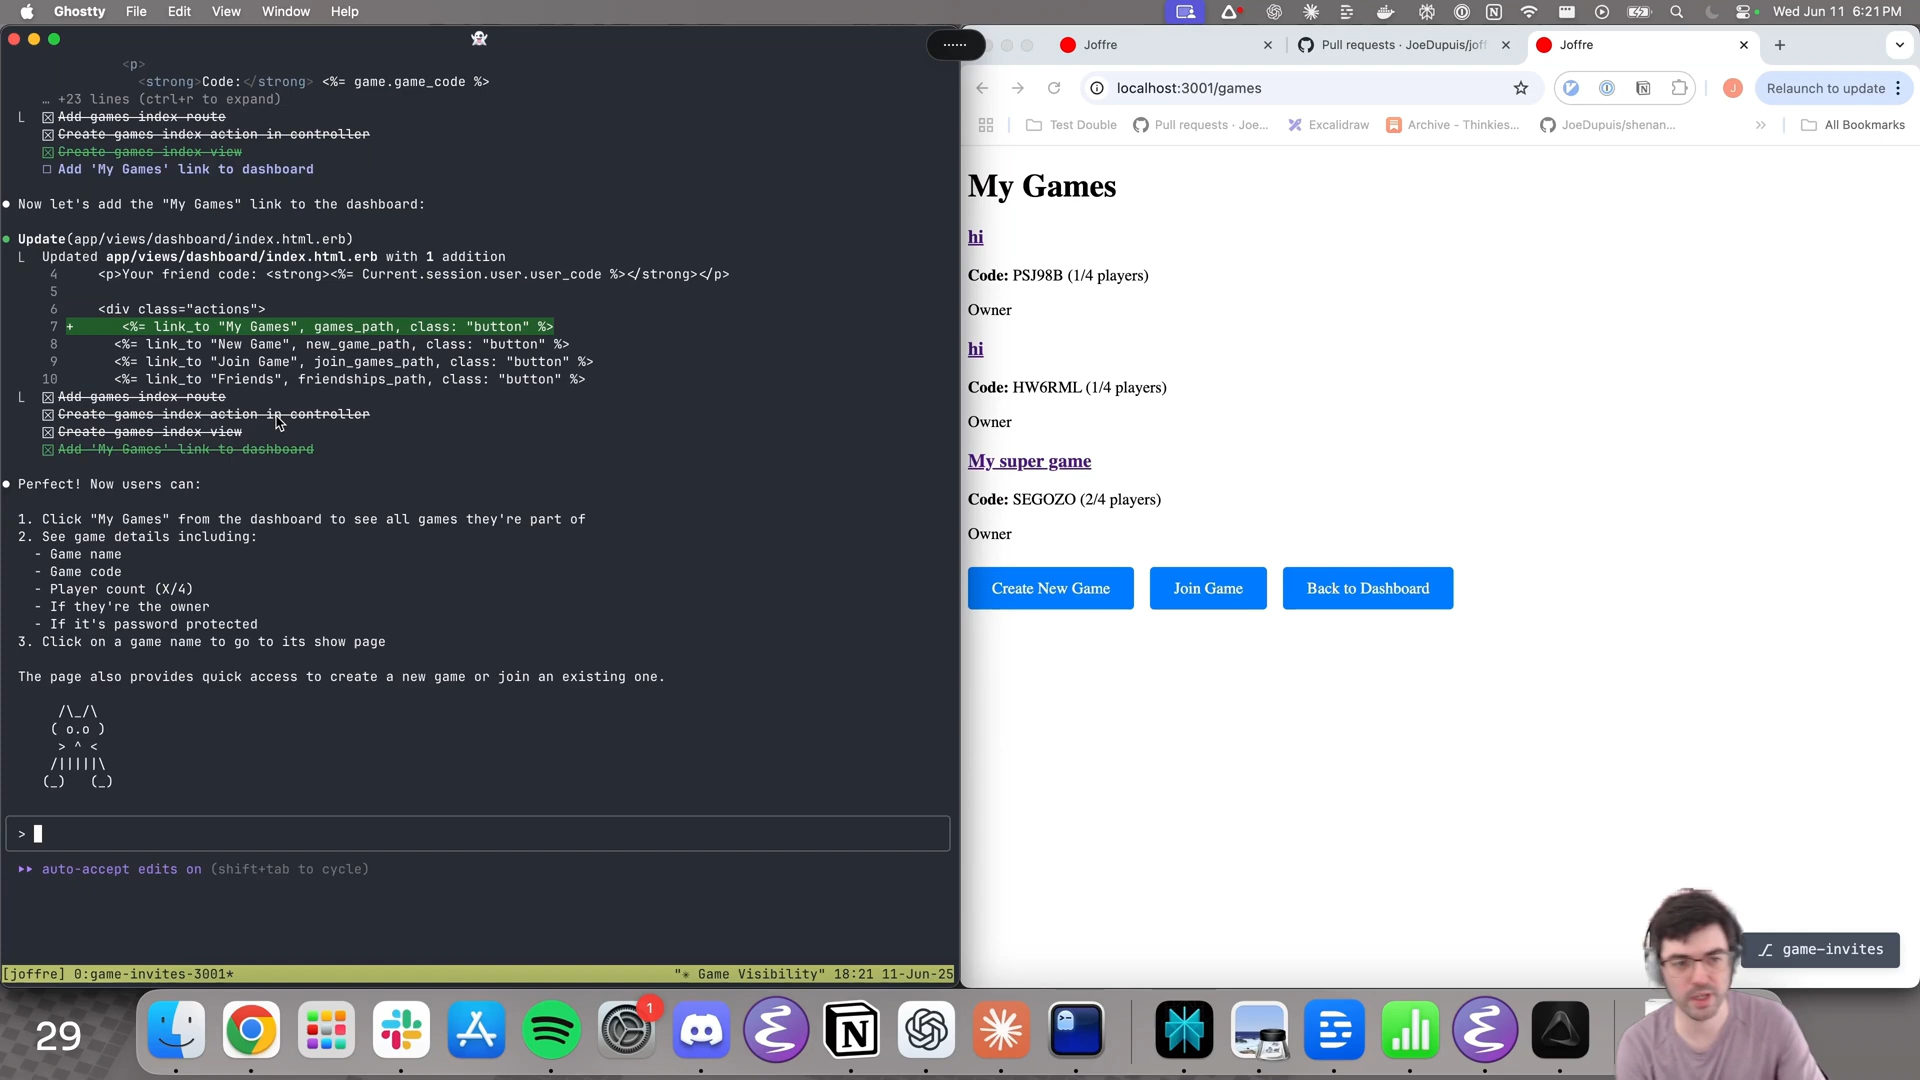 Ghostty File Edit View Window Help
Wed Jun 11 6:21 PM
<p>
<strong>Code:</strong> <%= game.game_code %>
… +23 lines (ctrl+r to expand)
Add games index route
Create games index action in controller
Create games index view
Add 'My Games' link to dashboard
Now let's add the "My Games" link to the dashboard:
Update(app/views/dashboard/index.html.erb)
Updated app/views/dashboard/index.html.erb with 1 addition
4 <p>Your friend code: <strong><%= Current.session.user.user_code %></strong></p>
5
6 <div class="actions">
7 + <%= link_to "My Games", games_path, class: "button" %>
8 <%= link_to "New Game", new_game_path, class: "button" %>
9 <%= link_to "Join Game", join_games_path, class: "button" %>
10 <%= link_to "Friends", friendships_path, class: "button" %>
Add games index route
Create games index action in controller
Create games index view
Add 'My Games' link to dashboard
Perfect! Now users can:
1. Click "My Games" from the dashboard to see all games they're part of
2. See game details including:
- Game name
- Game code
- Player count (X/4)
- If they're the owner
- If it's password protected
3. Click on a game name to go to its show page
The page also provides quick access to create a new game or join an existing one.
/\_/\
( o.o )
> ^ <
/|||||\
(_) (_)
>
auto-accept edits on (shift+tab to cycle)
[joffre] 0:game-invites-3001*
"✳ Game Visibility" 18:21 11-Jun-25
Joffre
Pull requests · JoeDupuis/joff
Joffre
localhost:3001/games
J
Relaunch to update
Test Double
Pull requests · Joe...
Excalidraw
Archive - Thinkies...
JoeDupuis/shenan...
All Bookmarks
My Games
hi
Code: PSJ98B (1/4 players)
Owner
hi
Code: HW6RML (1/4 players)
Owner
My super game
Code: SEGOZO (2/4 players)
Owner
Create New Game
Join Game
Back to Dashboard
game-invites
29
1